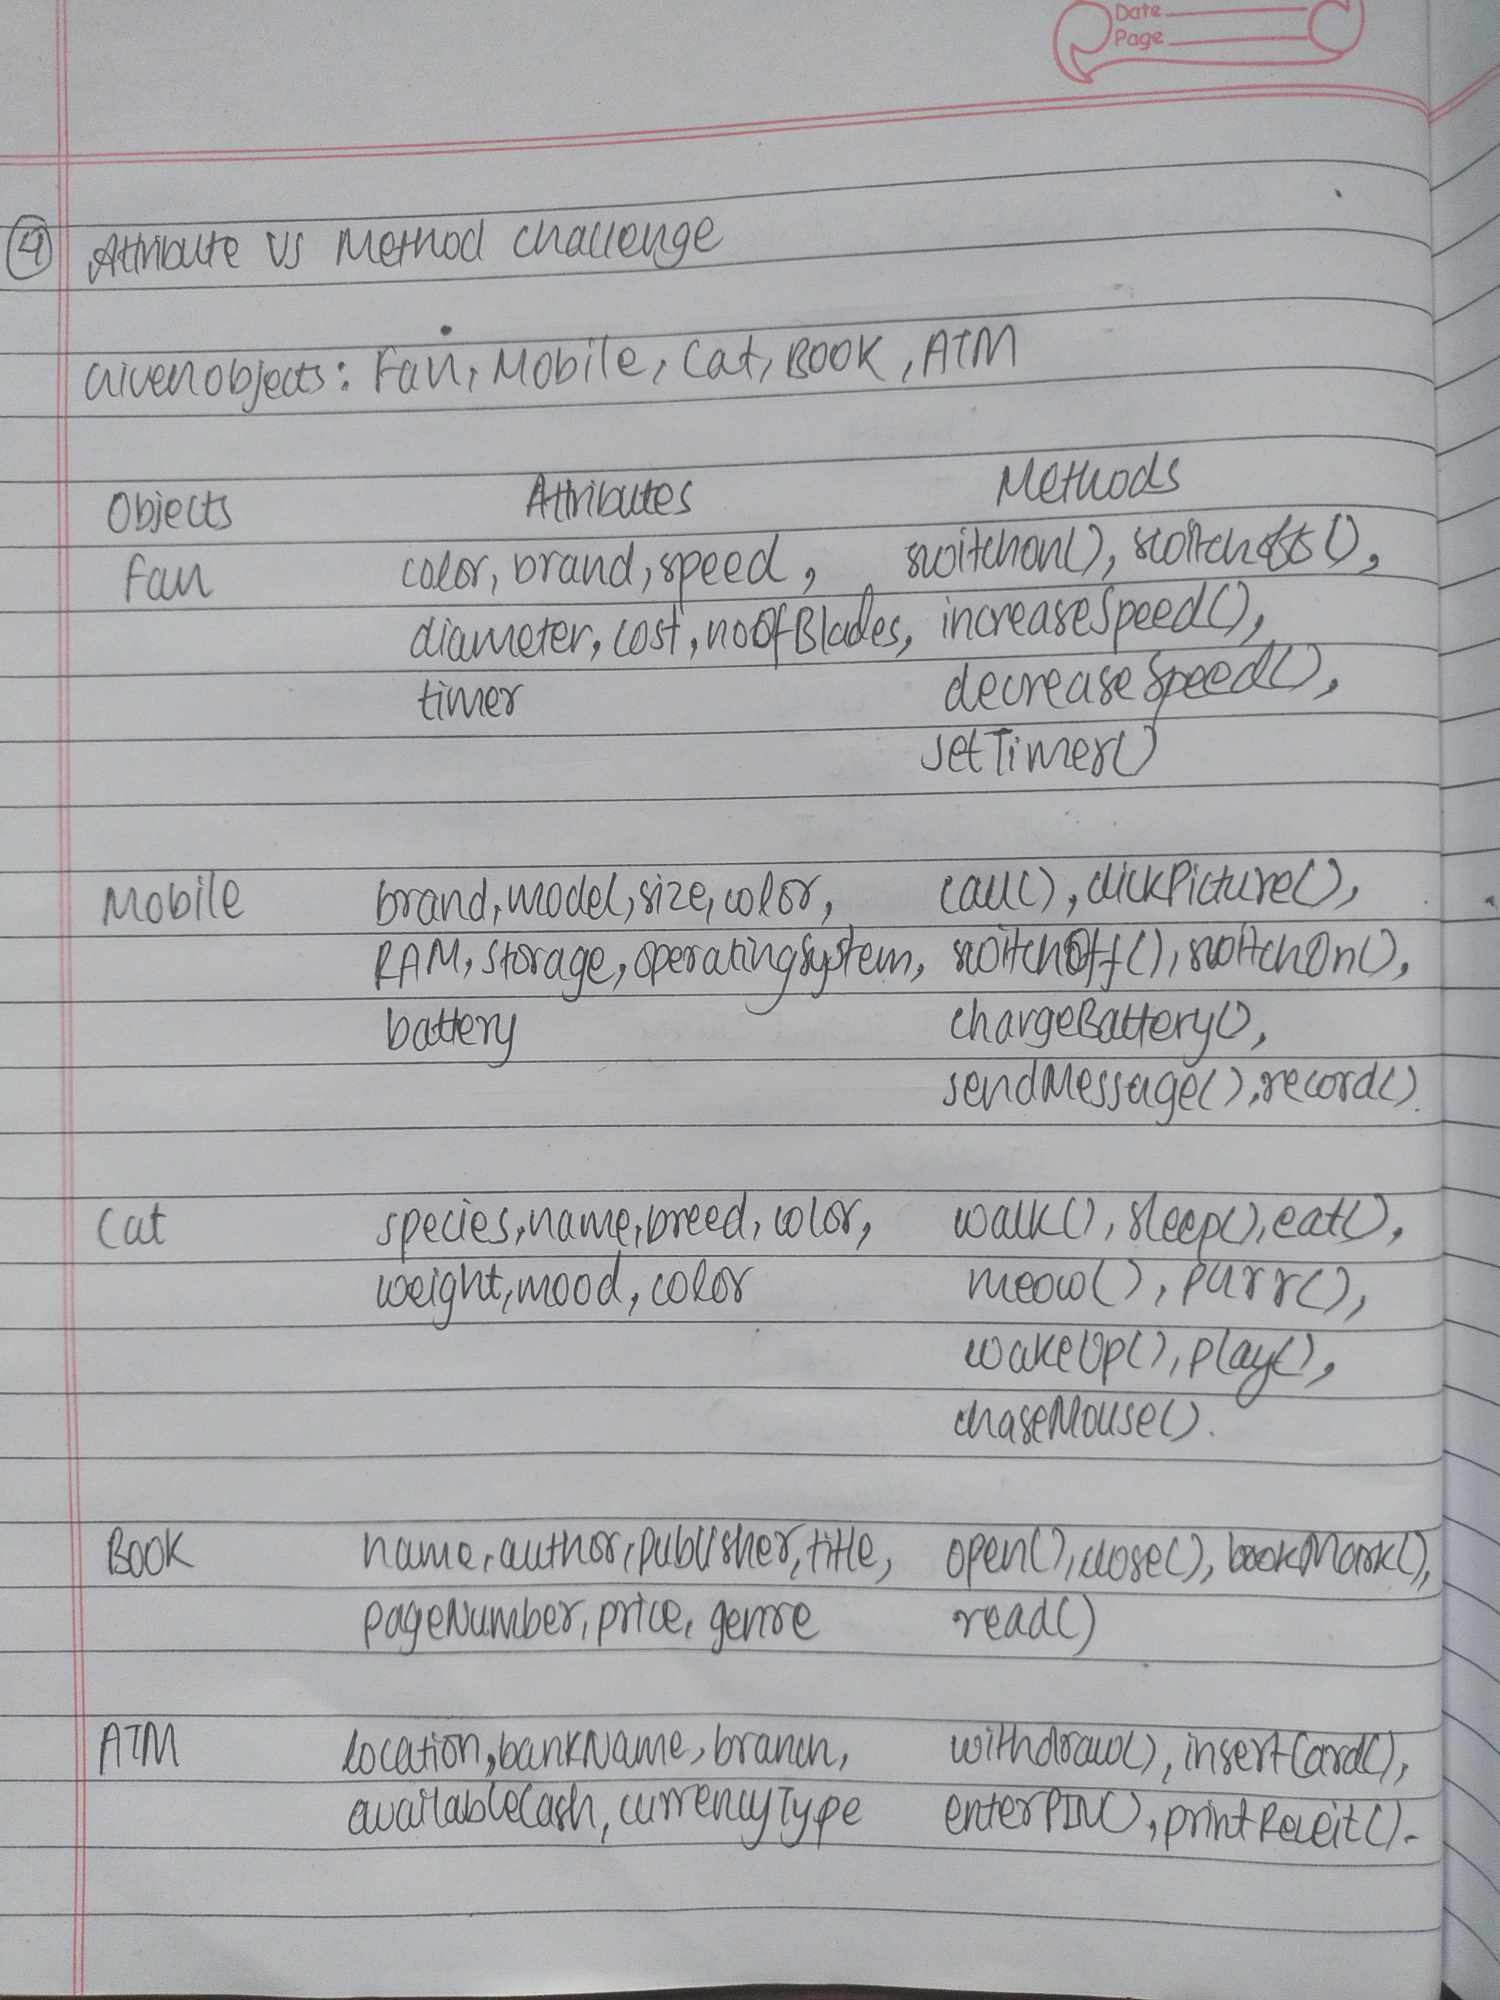 Date
Page
4 Attribute vs Method challenge
Given objects: Fan, Mobile, Cat, Book, ATM
Objects Attributes Methods
Fan color, brand, speed, switchon(), switchoff(),
diameter, cost, noOfBlades, increaseSpeed(),
timer decreaseSpeed(),
setTimer()
Mobile brand, model, size, color, call(), clickPicture(),
RAM, storage, operatingsystem, switchOff(), switchOn(),
battery chargeBattery(),
sendMessage(), record().
Cat species, name, breed, color, walk(), sleep(), eat(),
weight, mood, color meow(), purr(),
wakeUp(), play(),
chaseMouse().
Book name, author, publisher, title, open(), close(), bookMark(),
pageNumber, price, genre read()
ATM location, bankName, branch, withdraw(), insertCard(),
availableCash, currencyType enterPIN(), printReceit().